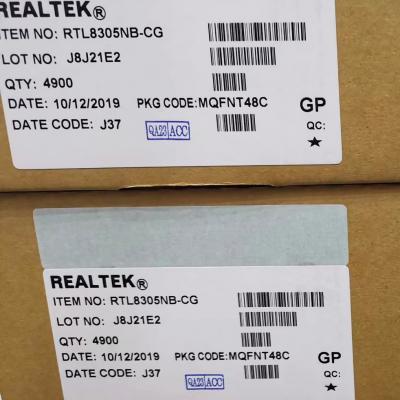 REALTEK®
ITEM NO: RTL8305NB-CG
LOT NO: J8J21E2
QTY: 4900
DATE: 10/12/2019 PKG CODE: MQFNT48C GP
DATE CODE: J37 QA23 ACC QC:
★
REALTEK®
ITEM NO: RTL8305NB-CG
LOT NO: J8J21E2
QTY: 4900
DATE: 10/12/2019 PKG CODE: MQFNT48C GP
DATE CODE: J37 QA23 ACC QC:
★